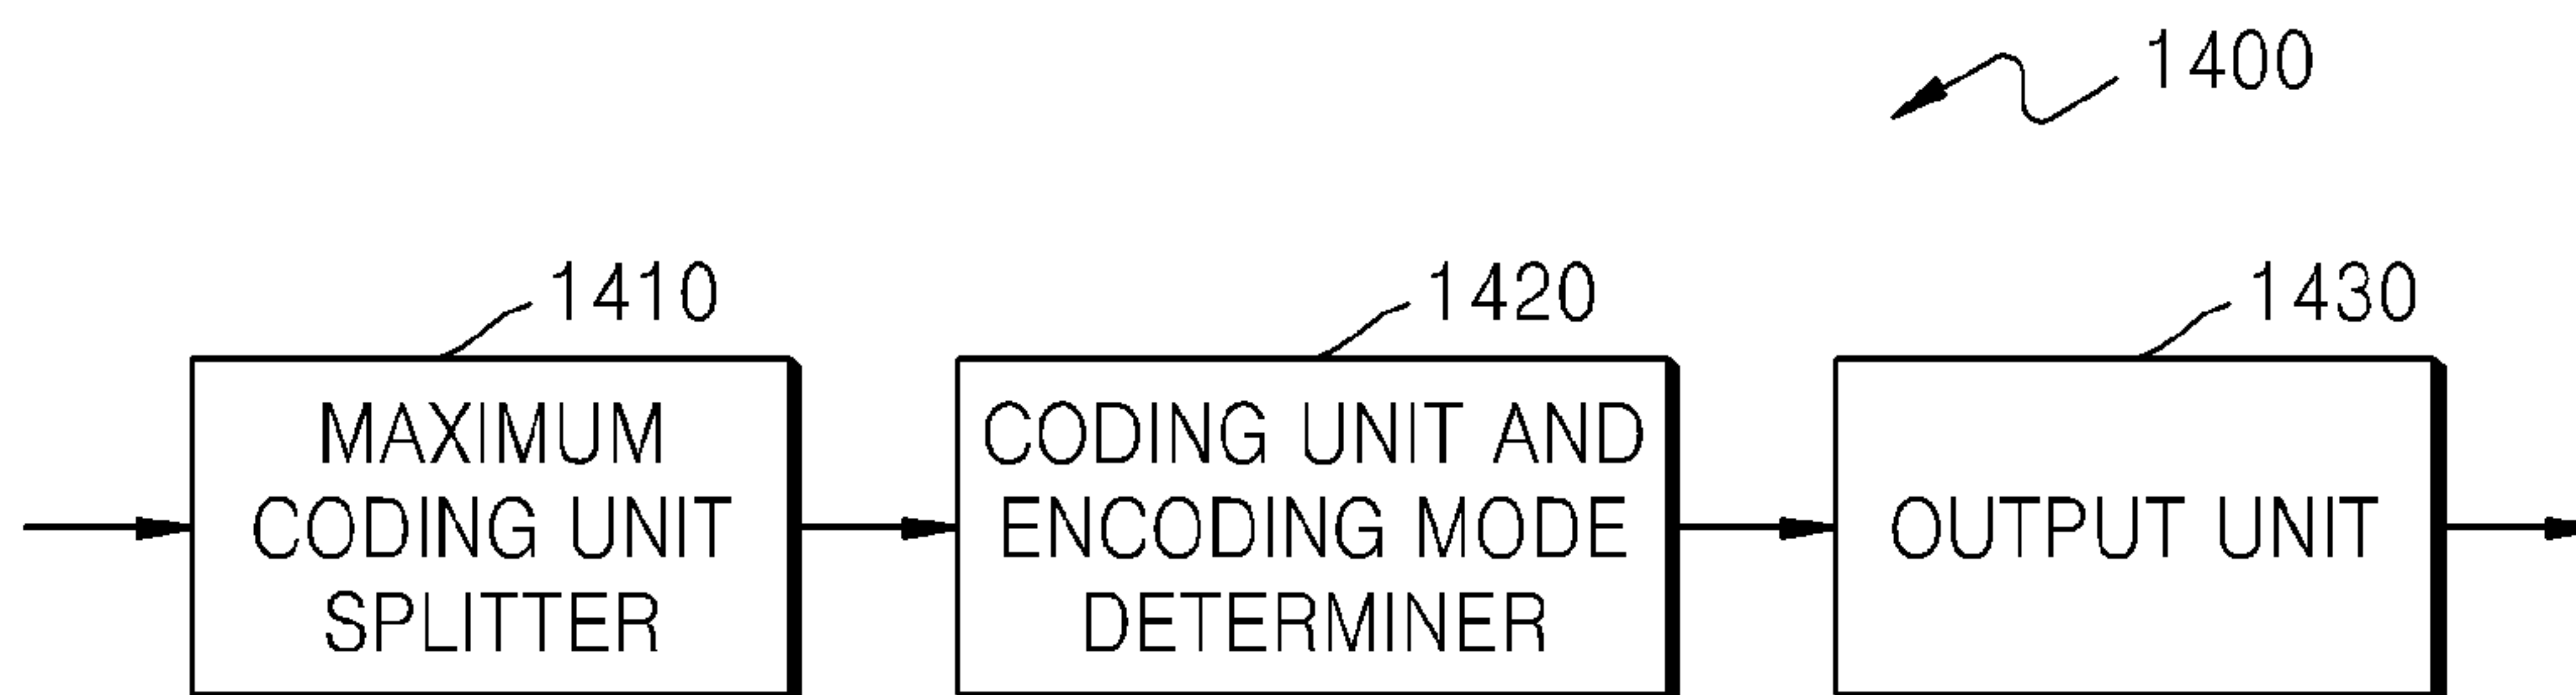 1400
1410
1420
1430
MAXIMUM
CODING UNIT
SPLITTER
CODING UNIT AND
ENCODING MODE
DETERMINER
OUTPUT UNIT